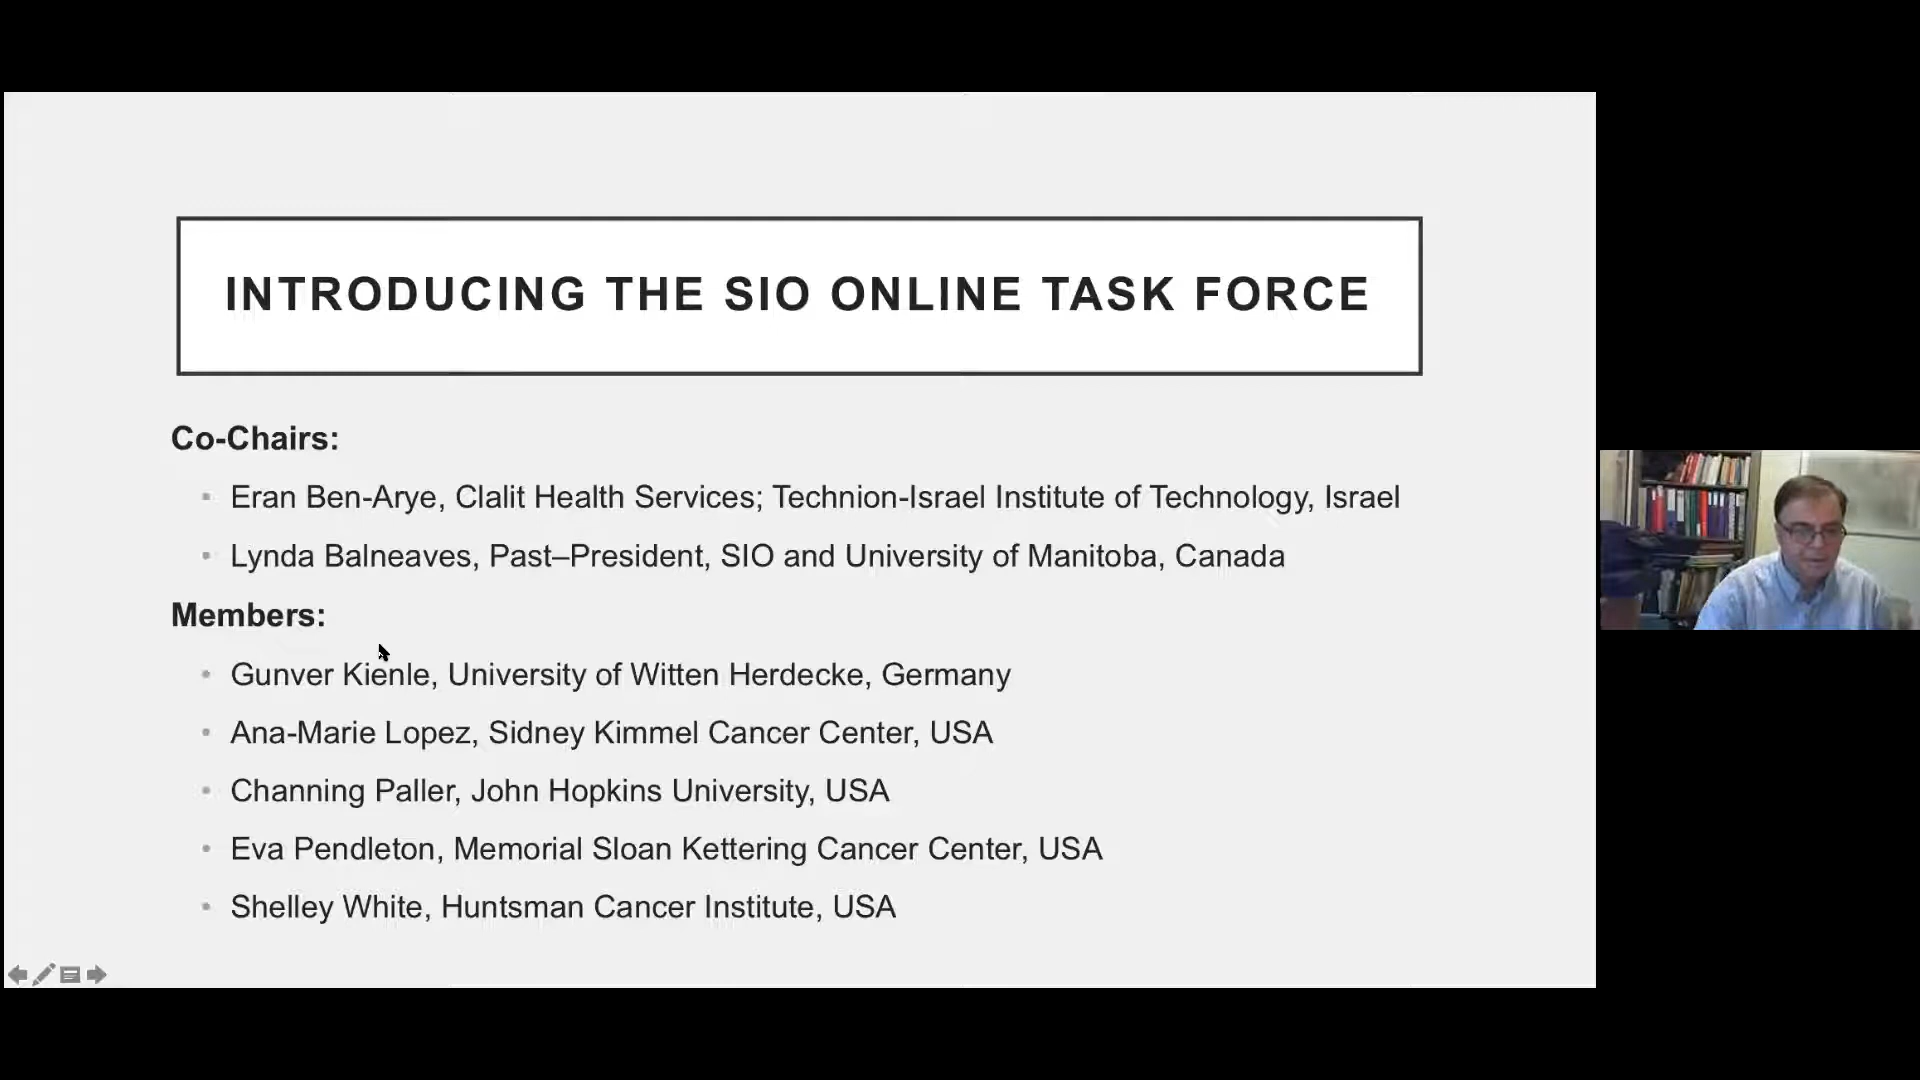 INTRODUCING THE SIO ONLINE TASK FORCE
Co-Chairs:
Eran Ben-Arye, Clalit Health Services; Technion-Israel Institute of Technology, Israel
Lynda Balneaves, Past–President, SIO and University of Manitoba, Canada
Members:
Gunver Kienle, University of Witten Herdecke, Germany
Ana-Marie Lopez, Sidney Kimmel Cancer Center, USA
Channing Paller, John Hopkins University, USA
Eva Pendleton, Memorial Sloan Kettering Cancer Center, USA
Shelley White, Huntsman Cancer Institute, USA